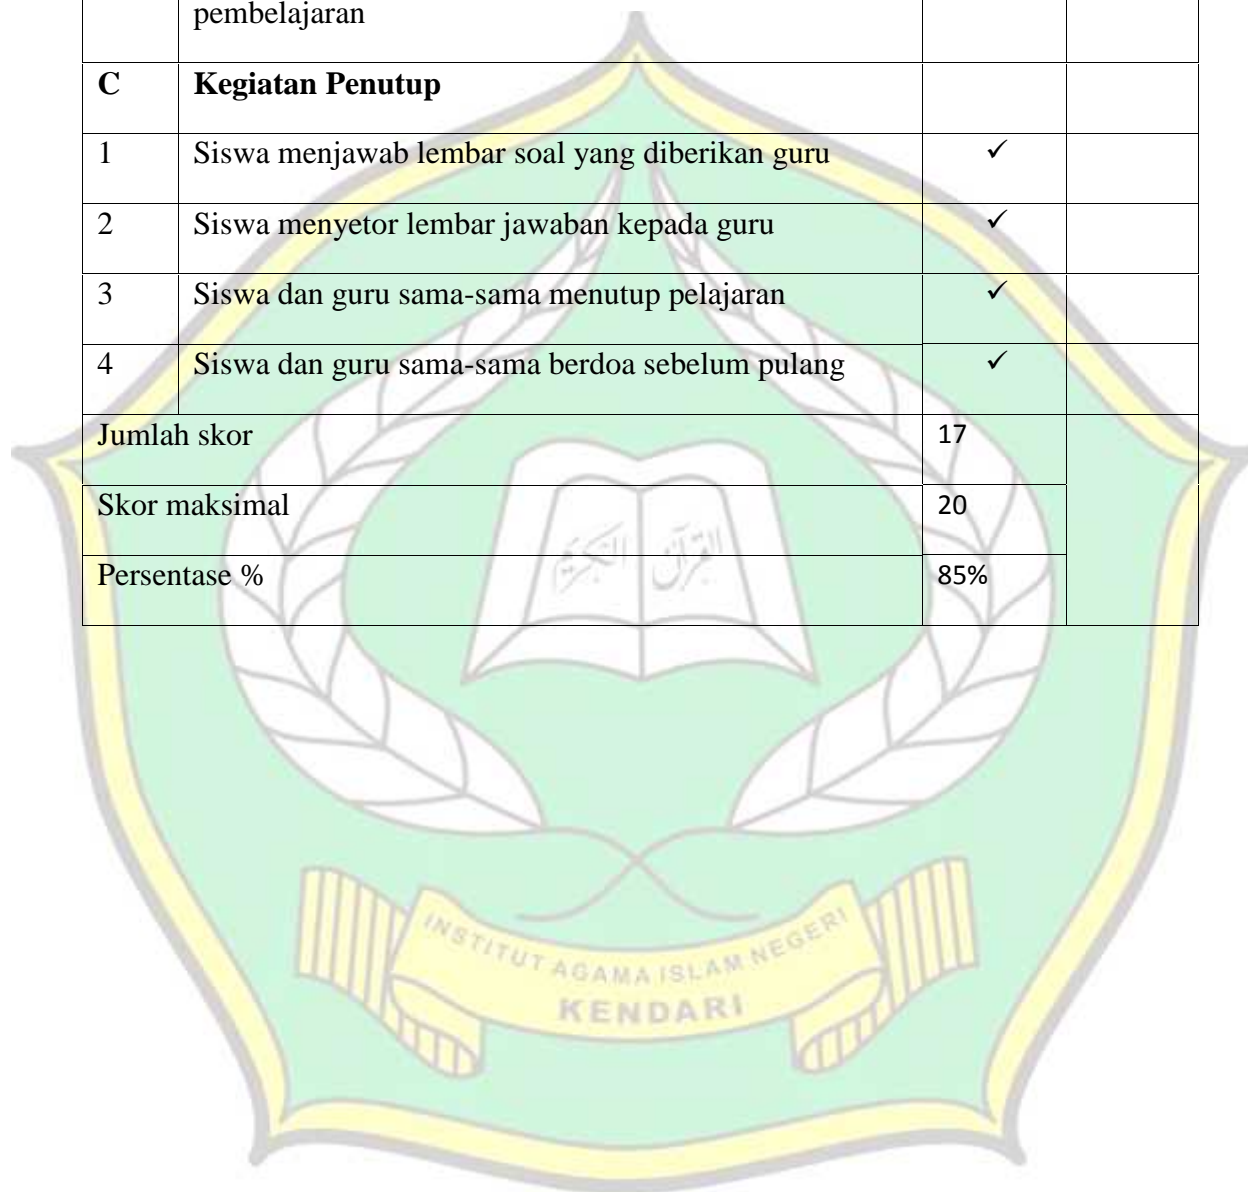 pembelajaran
C Kegiatan Penutup
1 Siswa menjawab lembar soal yang diberikan guru ✓
2 Siswa menyetor lembar jawaban kepada guru ✓
3 Siswa dan guru sama-sama menutup pelajaran ✓
4 Siswa dan guru sama-sama berdoa sebelum pulang ✓
Jumlah skor 17
Skor maksimal 20
Persentase % 85%
القرآن الكريم
INSTITUT AGAMA ISLAM NEGERI
KENDARI